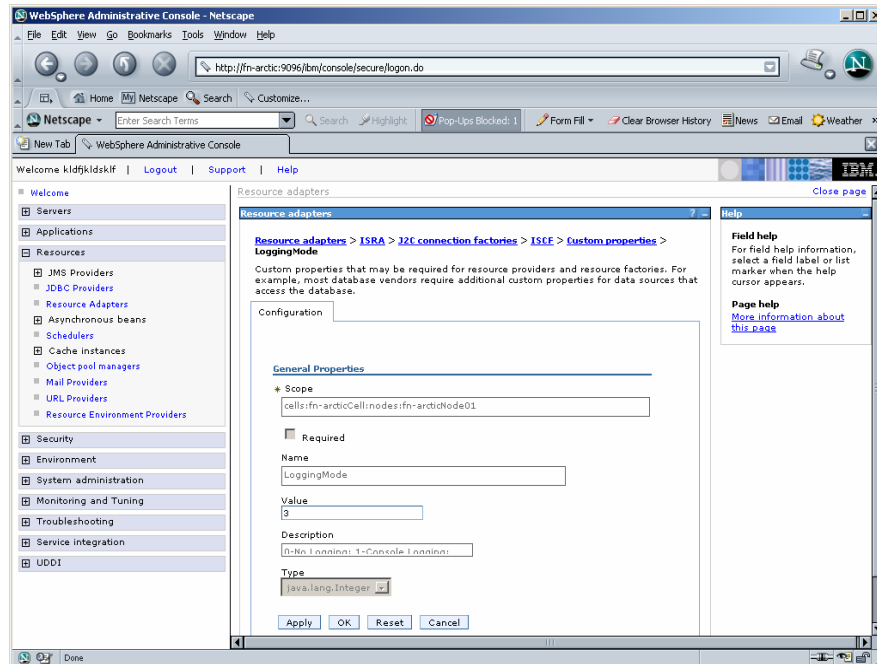 WebSphere Administrative Console - Netscape
File Edit View Go Bookmarks Tools Window Help
http://fn-arctic:9096/ibm/console/secure/logon.do
Home My Netscape Search Customize...
Netscape Enter Search Terms Search Highlight Pop-Ups Blocked: 1 Form Fill Clear Browser History News Email Weather
New Tab WebSphere Administrative Console
Welcome kldfjkldsklf | Logout | Support | Help IBM.
Welcome
Servers
Applications
Resources
JMS Providers
JDBC Providers
Resource Adapters
Asynchronous beans
Schedulers
Cache instances
Object pool managers
Mail Providers
URL Providers
Resource Environment Providers
Security
Environment
System administration
Monitoring and Tuning
Troubleshooting
Service integration
UDDI
Resource adapters Close page
Resource adapters ? -
Resource adapters > ISRA > J2C connection factories > ISCF > Custom properties >
LoggingMode
Custom properties that may be required for resource providers and resource factories. For
example, most database vendors require additional custom properties for data sources that
access the database.
Configuration
General Properties
Scope
cells:fn-arcticCell:nodes:fn-arcticNode01
Required
Name
LoggingMode
Value
3
Description
0-No Logging; 1-Console Logging;
Type
java.lang.Integer
Apply OK Reset Cancel
Help
Field help
For field help information,
select a field label or list
marker when the help
cursor appears.
Page help
More information about
this page
Done